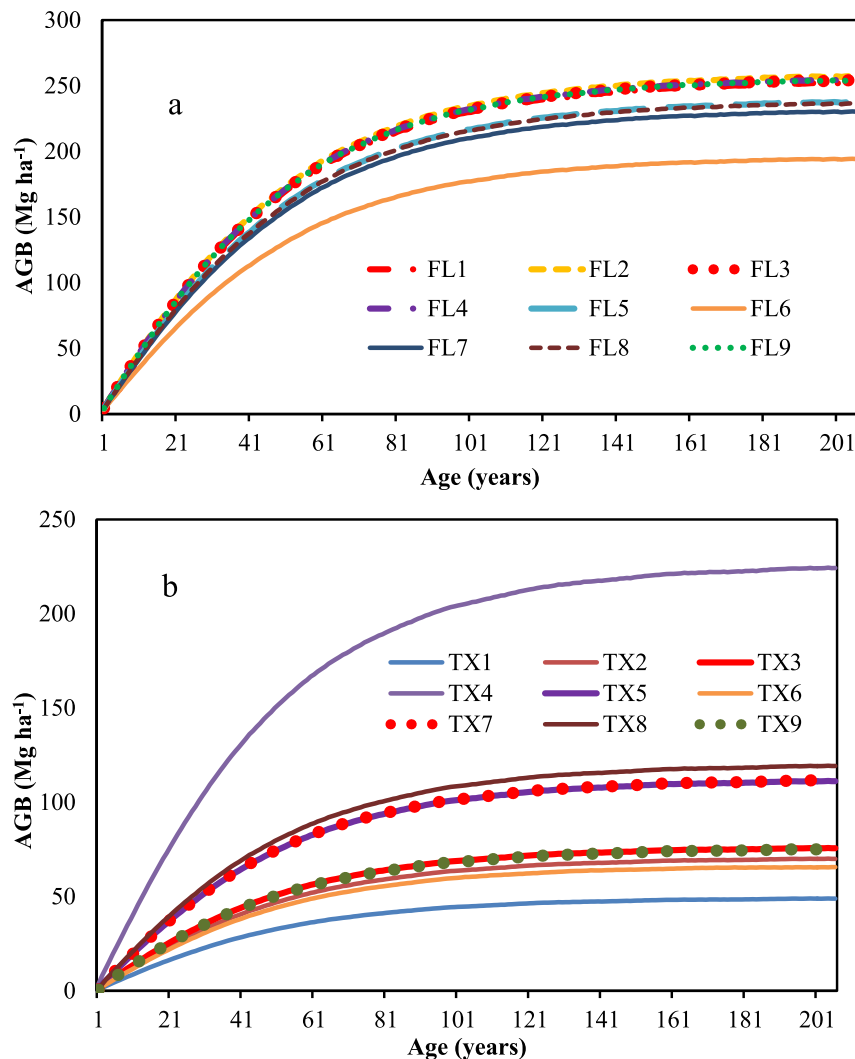 300
a
250
200
150
100
50
0
AGB (Mg ha⁻¹)
FL1 FL2 FL3
FL4 FL5 FL6
FL7 FL8 FL9
1 21 41 61 81 101 121 141 161 181 201
Age (years)
250
b
200
150
100
50
0
AGB (Mg ha⁻¹)
TX1 TX2 TX3
TX4 TX5 TX6
TX7 TX8 TX9
1 21 41 61 81 101 121 141 161 181 201
Age (years)